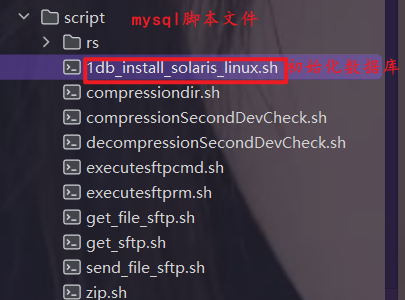 script mysql脚本文件
rs
1db_install_solaris_linux.sh 初始化数据库
compressiondir.sh
compressionSecondDevCheck.sh
decompressionSecondDevCheck.sh
executesftpcmd.sh
executesftprm.sh
get_file_sftp.sh
get_sftp.sh
send_file_sftp.sh
zip.sh